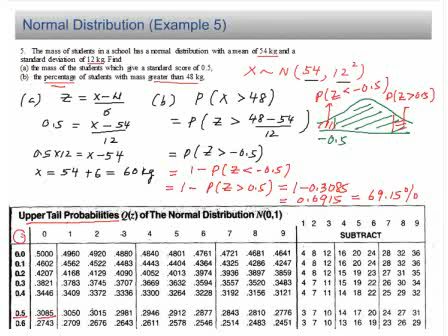 Normal Distribution (Example 5)
5. The mass of students in a school has a normal distribution with a mean of 54 kg and a
standard deviation of 12 kg. Find
(a) the mass of the students which give a standard score of 0.5,
(b) the percentage of students with mass greater than 48 kg.
X ~ N (54, 12²)
(a) Z = X-μ / σ
0.5 = x-54 / 12
0.5x12 = x-54
x = 54 + 6 = 60 kg
(b) P(X > 48)
= P(Z > 48-54 / 12)
= P(Z > -0.5)
= 1 - P(Z < -0.5)
= 1 - P(Z > 0.5) = 1-0.3085
= 0.6915 = 69.15%
P(Z < -0.5) P(Z > 0.5)
-0.5
Upper Tail Probabilities Q(z) of The Normal Distribution N(0,1)
1 2 3 4 5 6 7 8 9
z 0 1 2 3 4 5 6 7 8 9 SUBTRACT
0.0 .5000 .4960 .4920 .4880 .4840 .4801 .4761 .4721 .4681 .4641 4 8 12 16 20 24 28 32 36
0.1 .4602 .4562 .4522 .4483 .4443 .4404 .4364 .4325 .4286 .4247 4 8 12 16 20 24 28 32 36
0.2 .4207 .4168 .4129 .4090 .4052 .4013 .3974 .3936 .3897 .3859 4 8 12 15 19 23 27 31 35
0.3 .3821 .3783 .3745 .3707 .3669 .3632 .3594 .3557 .3520 .3483 4 7 11 15 19 22 26 30 34
0.4 .3446 .3409 .3372 .3336 .3300 .3264 .3228 .3192 .3156 .3121 4 7 11 14 18 22 25 29 32
0.5 .3085 .3050 .3015 .2981 .2946 .2912 .2877 .2843 .2810 .2776 3 7 10 14 17 20 24 27 31
0.6 .2743 .2709 .2676 .2643 .2611 .2578 .2546 .2514 .2483 .2451 3 7 10 13 16 19 23 26 29